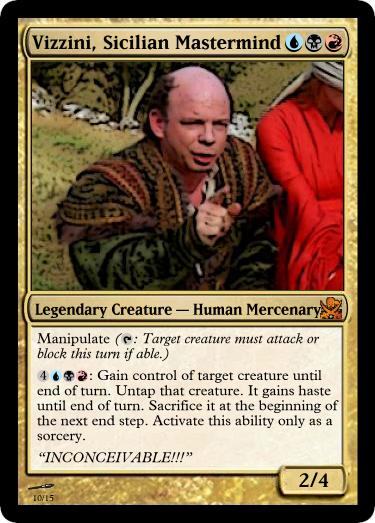 Vizzini, Sicilian Mastermind
Legendary Creature — Human Mercenary
Manipulate (: Target creature must attack or
block this turn if able.)
4: Gain control of target creature until
end of turn. Untap that creature. It gains haste
until end of turn. Sacrifice it at the beginning of
the next end step. Activate this ability only as a
sorcery.
“INCONCEIVABLE!!!”
2/4
10/15